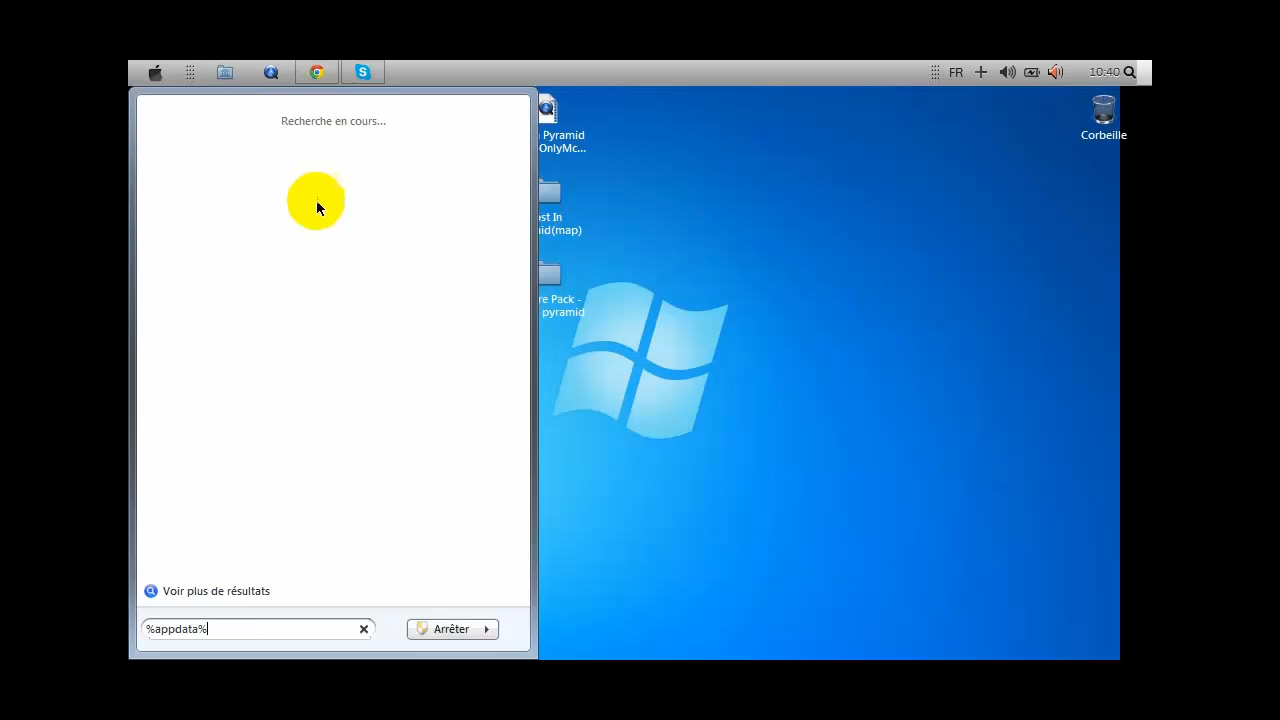 FR
10:40
Recherche en cours...
Pyramid
OnlyMc...
Corbeille
ost In
id(map)
re Pack -
pyramid
Voir plus de résultats
%appdata%
Arrêter